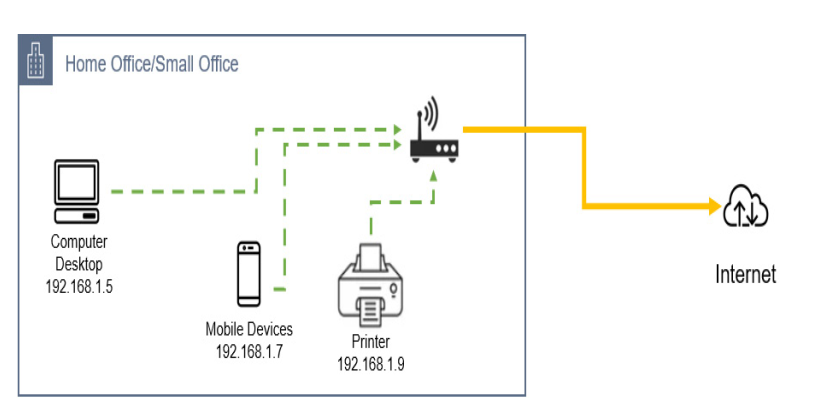 Home Office/Small Office
Computer
Desktop
192.168.1.5
Mobile Devices
192.168.1.7
Printer
192.168.1.9
Internet